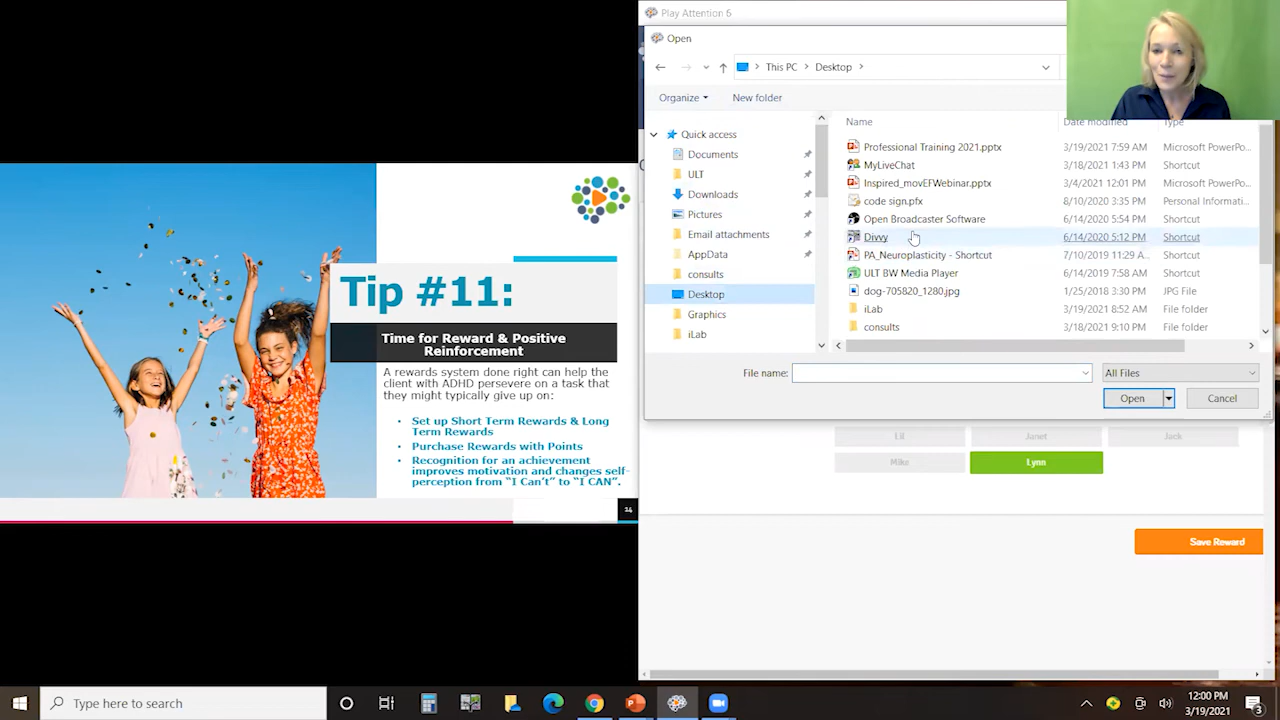 Play Attention 6
Open
This PC > Desktop >
Organize
New folder
Name
Date modified
Type
Quick access
Documents
ULT
Downloads
Pictures
Email attachments
AppData
consults
Desktop
Graphics
iLab
Professional Training 2021.pptx 3/19/2021 7:59 AM Microsoft PowerPo...
MyLiveChat 3/18/2021 1:43 PM Shortcut
Inspired_movEFWebinar.pptx 3/4/2021 12:01 PM Microsoft PowerPo...
code sign.pfx 8/10/2020 3:35 PM Personal Informati...
Open Broadcaster Software 6/14/2020 5:54 PM Shortcut
Divvy 6/14/2020 5:12 PM Shortcut
PA_Neuroplasticity - Shortcut 7/10/2019 11:29 A... Shortcut
ULT BW Media Player 6/14/2019 7:58 AM Shortcut
dog-705820_1280.jpg 1/25/2018 3:30 PM JPG File
iLab 3/19/2021 8:52 AM File folder
consults 3/18/2021 9:10 PM File folder
File name:
All Files
Open
Cancel
Lil
Janet
Jack
Mike
Lynn
Save Reward
Tip #11:
Time for Reward & Positive
Reinforcement
A rewards system done right can help the
client with ADHD persevere on a task that
they might typically give up on:
• Set up Short Term Rewards & Long
Term Rewards
• Purchase Rewards with Points
• Recognition for an achievement
improves motivation and changes self-
perception from “I Can’t” to “I CAN”.
14
Type here to search
12:00 PM
3/19/2021
3